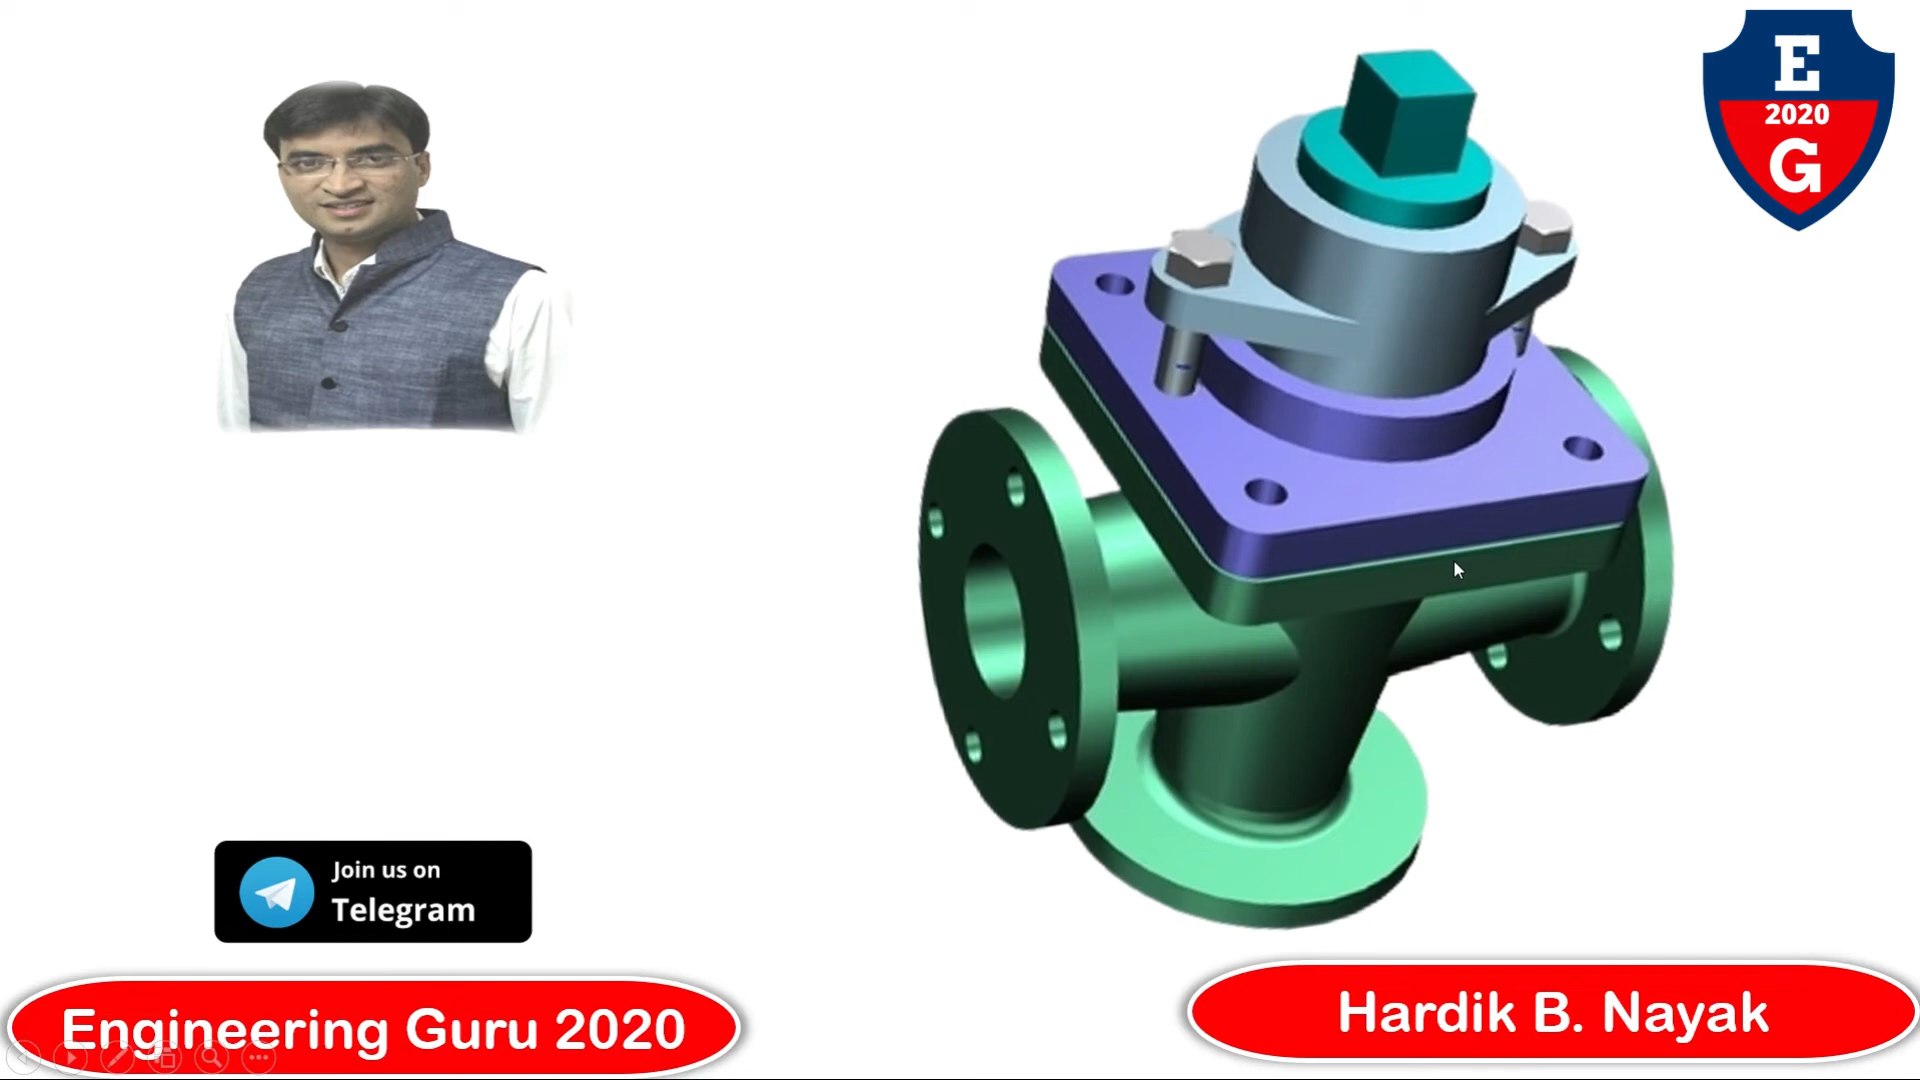 E
2020
G
Join us on
Telegram
Engineering Guru 2020
Hardik B. Nayak